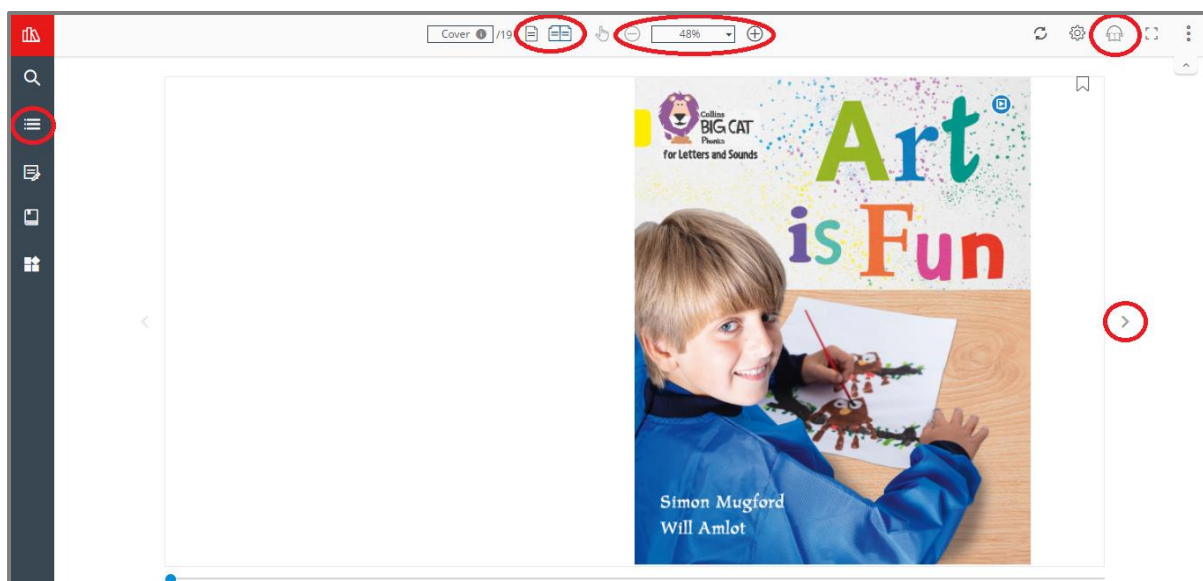 Cover /19
48%
Collins
BIG CAT
Phonics
for Letters and Sounds
Art
is Fun
Simon Mugford
Will Amlot